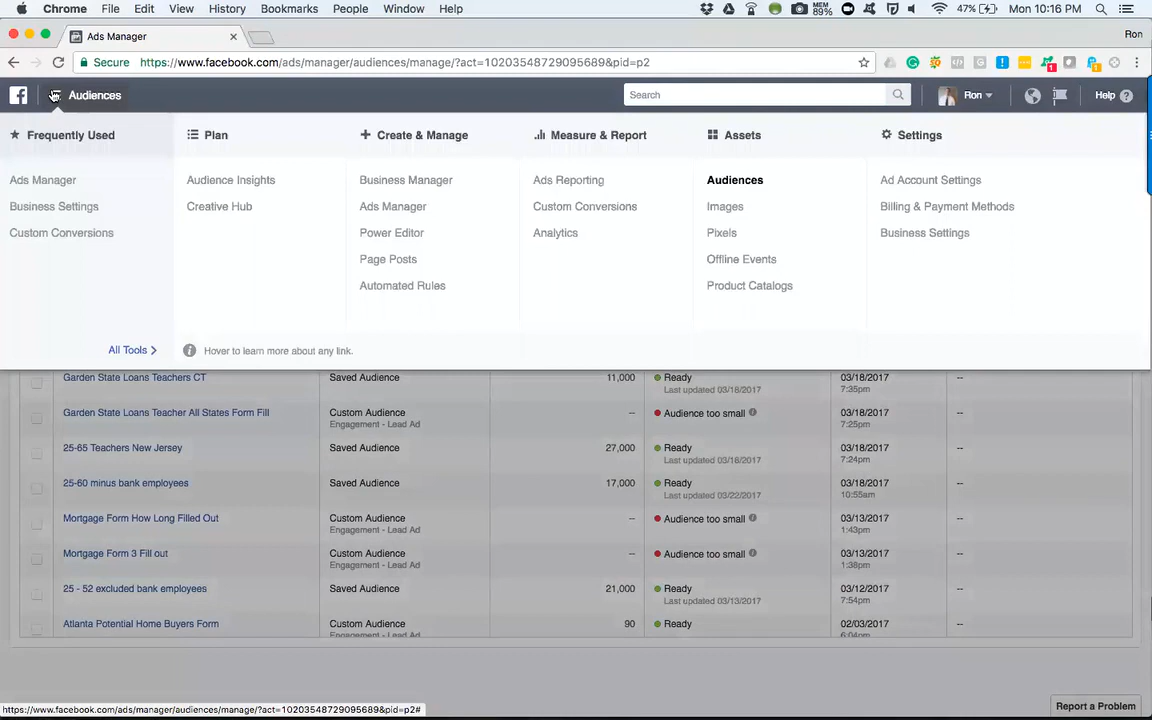 Chrome File Edit View History Bookmarks People Window Help
MEM 89% 47% Mon 10:16 PM
Ads Manager
Ron
Secure https://www.facebook.com/ads/manager/audiences/manage/?act=10203548729095689&pid=p2
Audiences
Search
Ron
Help
Frequently Used
Ads Manager
Business Settings
Custom Conversions
All Tools
Plan
Audience Insights
Creative Hub
Create & Manage
Business Manager
Ads Manager
Power Editor
Page Posts
Automated Rules
Measure & Report
Ads Reporting
Custom Conversions
Analytics
Assets
Audiences
Images
Pixels
Offline Events
Product Catalogs
Settings
Ad Account Settings
Billing & Payment Methods
Business Settings
Hover to learn more about any link.
Garden State Loans Teachers CT Saved Audience 11,000 Ready 03/18/2017
Last updated 03/18/2017 7:35pm
Garden State Loans Teacher All States Form Fill Custom Audience -- Audience too small 03/18/2017 --
Engagement - Lead Ad 7:25pm
25-65 Teachers New Jersey Saved Audience 27,000 Ready 03/18/2017 --
Last updated 03/18/2017 7:24pm
25-60 minus bank employees Saved Audience 17,000 Ready 03/18/2017 --
Last updated 03/22/2017 10:55am
Mortgage Form How Long Filled Out Custom Audience -- Audience too small 03/13/2017 --
Engagement - Lead Ad 1:43pm
Mortgage Form 3 Fill out Custom Audience -- Audience too small 03/13/2017 --
Engagement - Lead Ad 1:38pm
25 - 52 excluded bank employees Saved Audience 21,000 Ready 03/12/2017 --
Last updated 03/13/2017 7:54pm
Atlanta Potential Home Buyers Form Custom Audience 90 Ready 02/03/2017 --
Engagement - Lead Ad 6:04pm
Report a Problem
https://www.facebook.com/ads/manager/audiences/manage/?act=10203548729095689&pid=p2#